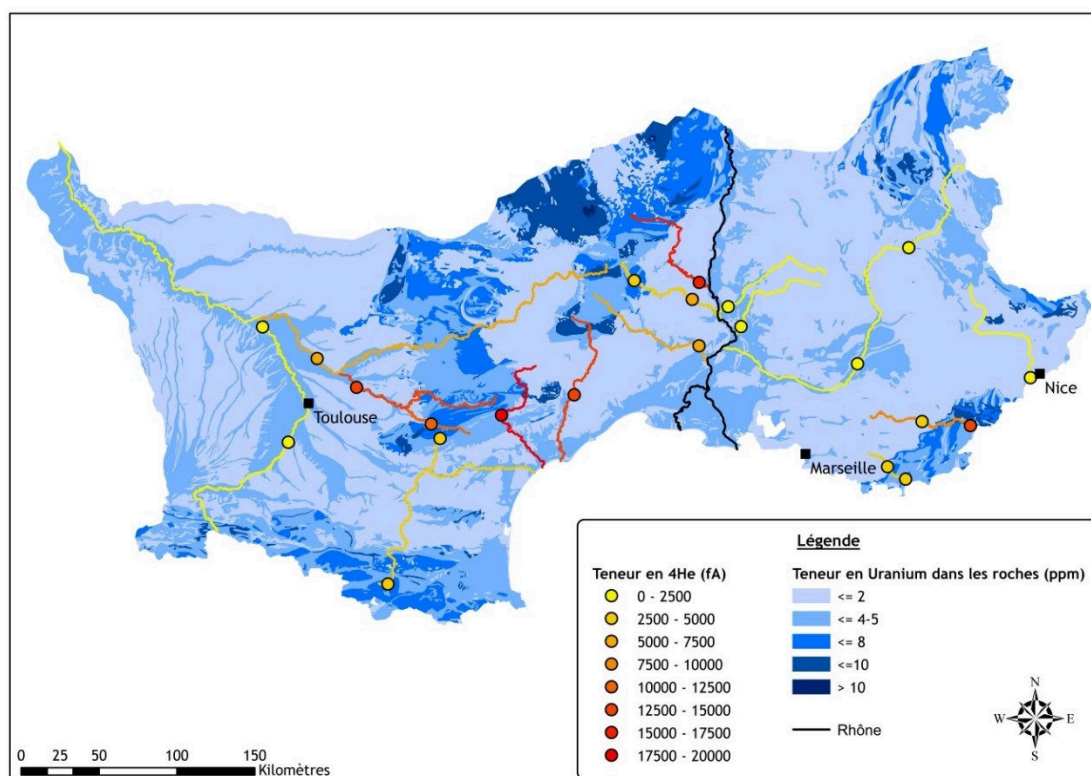 Toulouse
Nice
Marseille
Légende
Teneur en 4He (fA)
0 - 2500
2500 - 5000
5000 - 7500
7500 - 10000
10000 - 12500
12500 - 15000
15000 - 17500
17500 - 20000
Teneur en Uranium dans les roches (ppm)
<= 2
<= 4-5
<= 8
<=10
> 10
Rhône
N
W E
S
0 25 50 100 150
Kilomètres